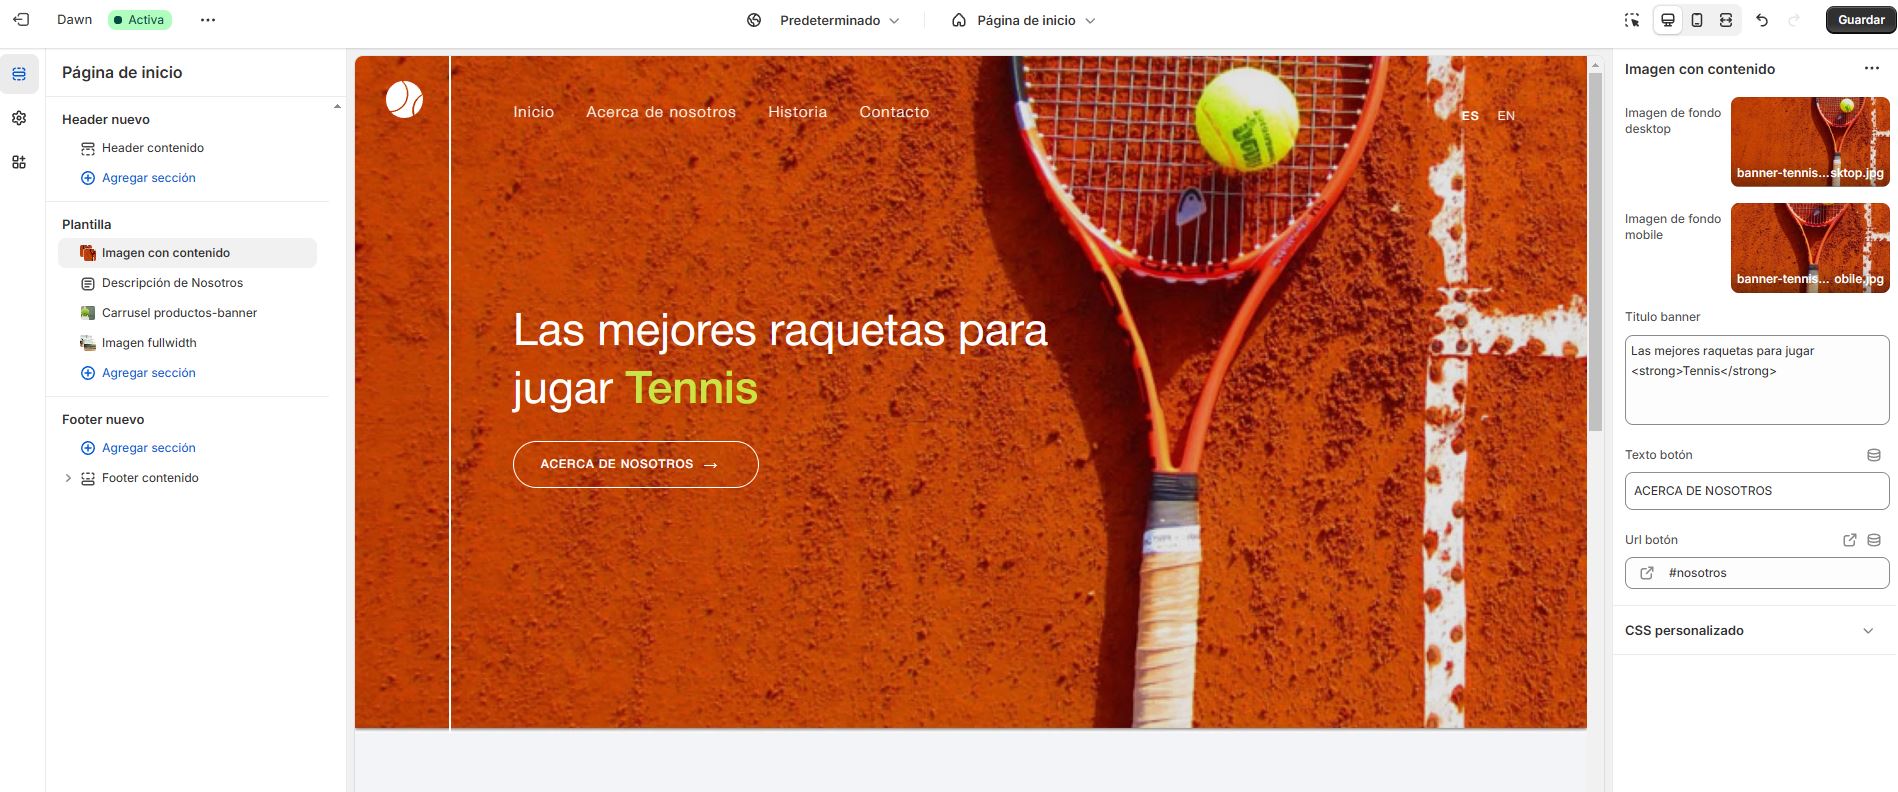 Dawn
Activa
Predeterminado
Página de inicio
Guardar
Página de inicio
Header nuevo
Header contenido
Agregar sección
Plantilla
Imagen con contenido
Descripción de Nosotros
Carrusel productos-banner
Imagen fullwidth
Agregar sección
Footer nuevo
Agregar sección
Footer contenido
Inicio
Acerca de nosotros
Historia
Contacto
ES
EN
Las mejores raquetas para
jugar Tennis
ACERCA DE NOSOTROS →
Imagen con contenido
Imagen de fondo
desktop
banner-tennis...sktop.jpg
Imagen de fondo
mobile
banner-tennis... obile.jpg
Titulo banner
Las mejores raquetas para jugar
<strong>Tennis</strong>
Texto botón
ACERCA DE NOSOTROS
Url botón
#nosotros
CSS personalizado